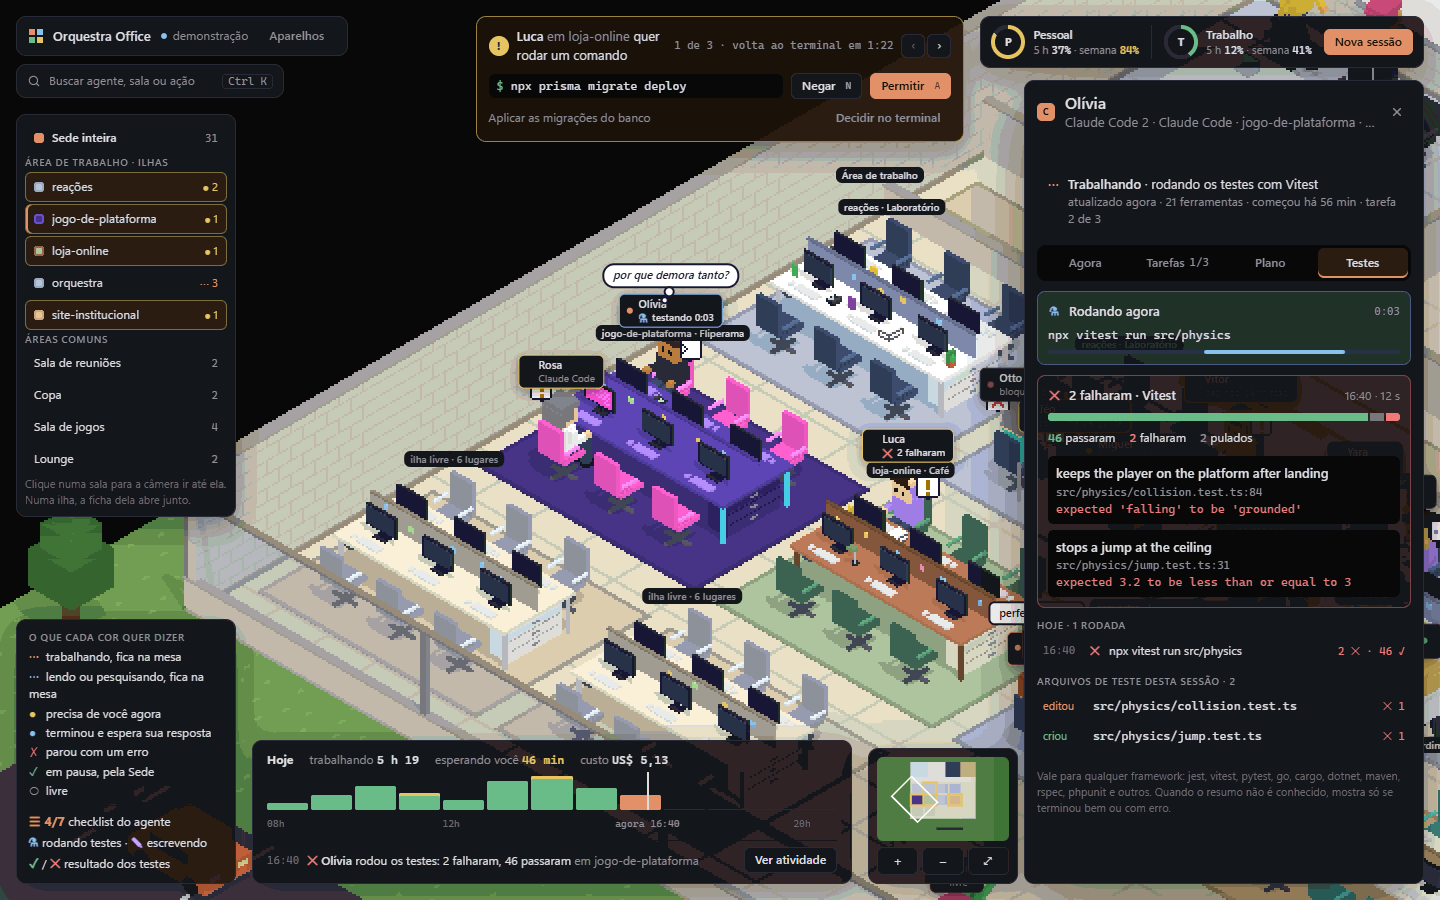 Orquestra Office
demonstração
Aparelhos
Buscar agente, sala ou ação
Ctrl K
Sede inteira 31
ÁREA DE TRABALHO · ILHAS
reações 2
jogo-de-plataforma 1
loja-online 1
orquestra ··· 3
site-institucional 1
ÁREAS COMUNS
Sala de reuniões 2
Copa 2
Sala de jogos 4
Lounge 2
Clique numa sala para a câmera ir até ela.
Numa ilha, a ficha dela abre junto.
O QUE CADA COR QUER DIZER
··· trabalhando, fica na mesa
··· lendo ou pesquisando, fica na
mesa
precisa de você agora
terminou e espera sua resposta
✗ parou com um erro
✓ em pausa, pela Sede
livre
4/7 checklist do agente
rodando testes · escrevendo
✓ / ✗ resultado dos testes
! Luca em loja-online quer
rodar um comando
1 de 3 · volta ao terminal em 1:22
‹ ›
$ npx prisma migrate deploy
Negar N
Permitir A
Aplicar as migrações do banco
Decidir no terminal
P Pessoal
5 h 37% · semana 84%
T Trabalho
5 h 12% · semana 41%
Nova sessão
Área de trabalho
reações · Laboratório
por que demora tanto?
Olívia
testando 0:03
jogo-de-plataforma · Fliperama
Rosa
Claude Code
Otto
bloqu
Luca
✗ 2 falharam
loja-online · Café
ilha livre · 6 lugares
ilha livre · 6 lugares
perfe
Hoje trabalhando 5 h 19 esperando você 46 min custo US$ 5,13
08h 12h agora 16:40 20h
16:40 ✗ Olívia rodou os testes: 2 falharam, 46 passaram em jogo-de-plataforma
Ver atividade
+ – ⤢
C Olívia ×
Claude Code 2 · Claude Code · jogo-de-plataforma · ...
··· Trabalhando · rodando os testes com Vitest
atualizado agora · 21 ferramentas · começou há 56 min · tarefa
2 de 3
Agora
Tarefas 1/3
Plano
Testes
Rodando agora 0:03
npx vitest run src/physics
✗ 2 falharam · Vitest 16:40 · 12 s
46 passaram 2 falharam 2 pulados
keeps the player on the platform after landing
src/physics/collision.test.ts:84
expected 'falling' to be 'grounded'
stops a jump at the ceiling
src/physics/jump.test.ts:31
expected 3.2 to be less than or equal to 3
HOJE · 1 RODADA
16:40 ✗ npx vitest run src/physics 2 ✗ · 46 ✓
ARQUIVOS DE TESTE DESTA SESSÃO · 2
editou src/physics/collision.test.ts ✗ 1
criou src/physics/jump.test.ts ✗ 1
Vale para qualquer framework: jest, vitest, pytest, go, cargo, dotnet, maven,
rspec, phpunit e outros. Quando o resumo não é conhecido, mostra só se
terminou bem ou com erro.